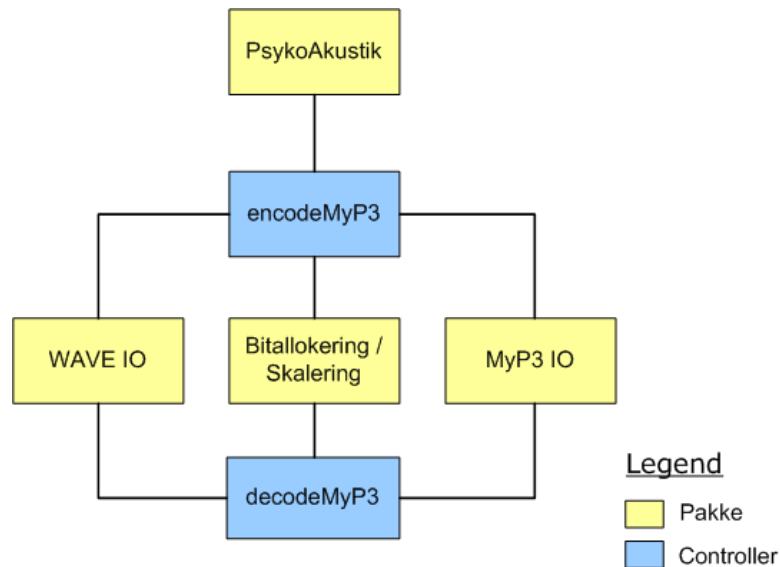 PsykoAkustik
encodeMyP3
WAVE IO
Bitallokering /
Skalering
MyP3 IO
decodeMyP3
Legend
Pakke
Controller